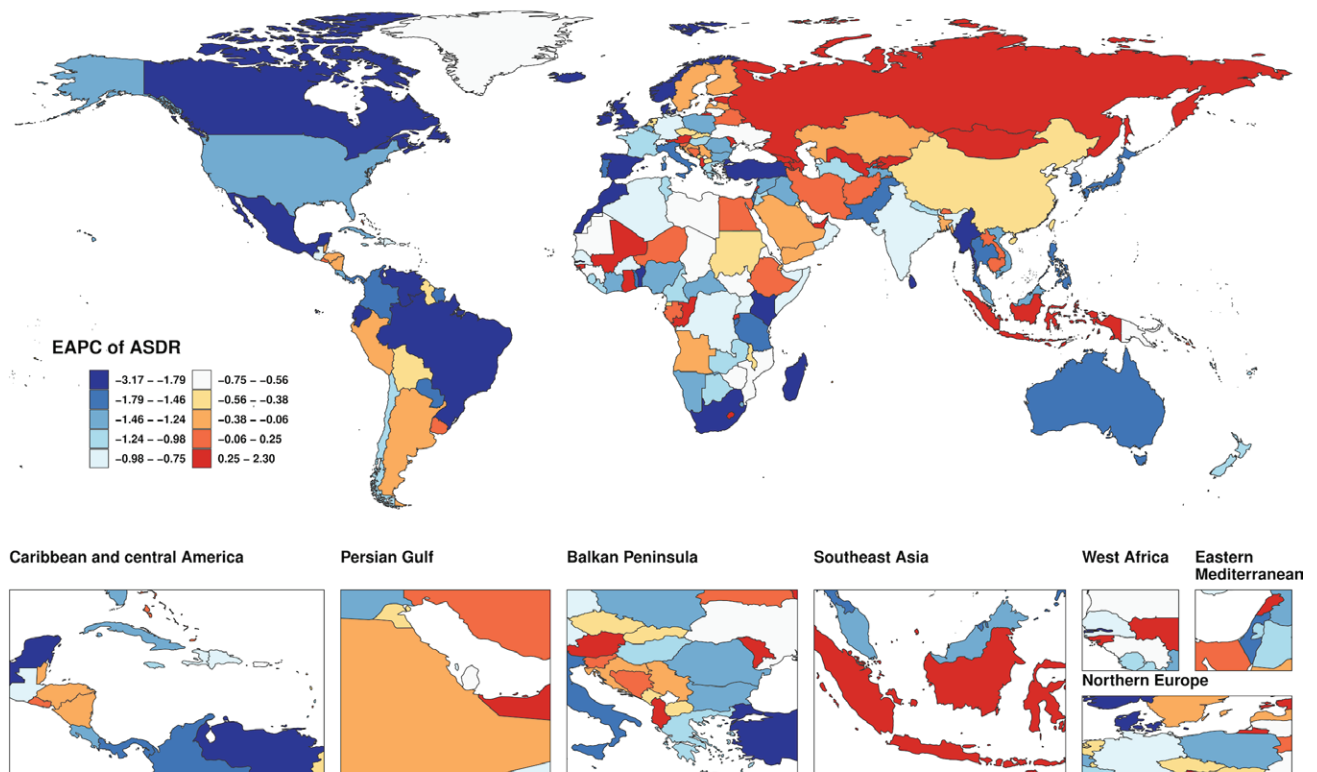 EAPC of ASDR
-3.17 - -1.79
-1.79 - -1.46
-1.46 - -1.24
-1.24 - -0.98
-0.98 - -0.75
-0.75 - -0.56
-0.56 - -0.38
-0.38 - -0.06
-0.06 - 0.25
0.25 - 2.30
Caribbean and central America
Persian Gulf
Balkan Peninsula
Southeast Asia
West Africa
Eastern
Mediterranean
Northern Europe